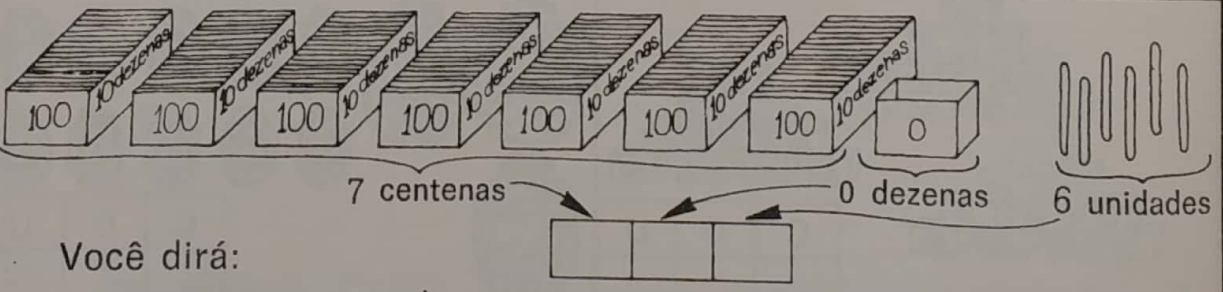 10 dezenas 10 dezenas 10 dezenas 10 dezenas 10 dezenas 10 dezenas 10 dezenas
100 100 100 100 100 100 100 0
7 centenas 0 dezenas 6 unidades
Você dirá: